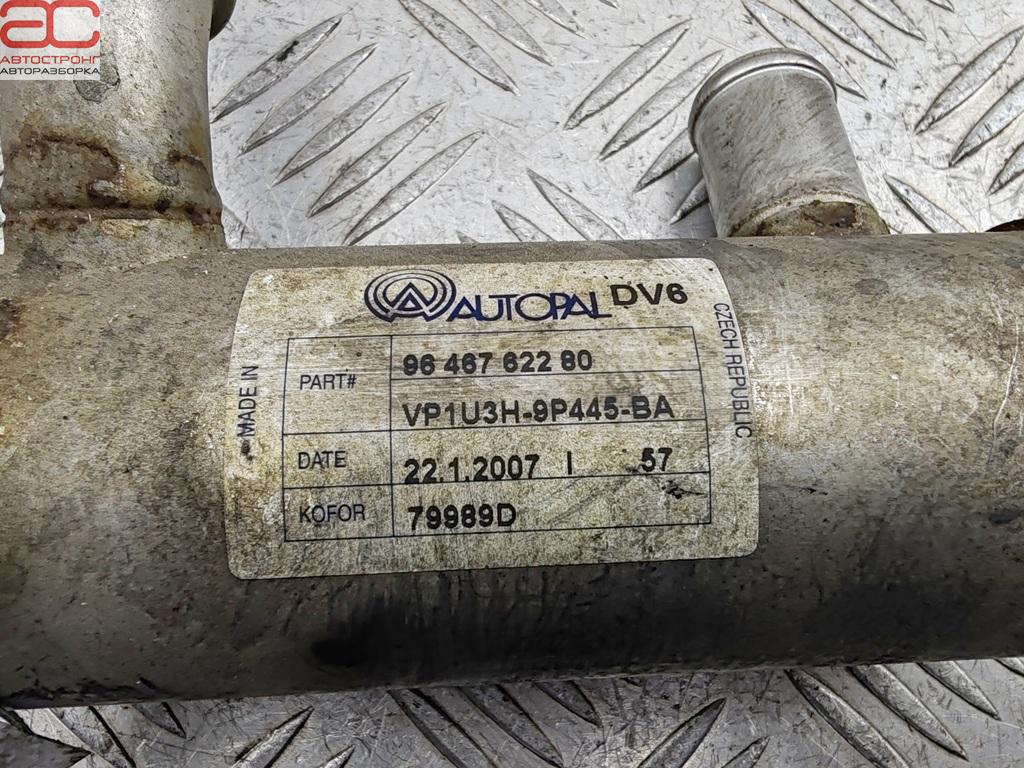 АС
АВТОСТРОНГ
АВТОРАЗБОРКА
AUTOPAL DV6
MADE IN
CZECH REPUBLIC
PART# 96 467 622 80
VP1U3H-9P445-BA
DATE 22.1.2007 I 57
KOFOR 79989D